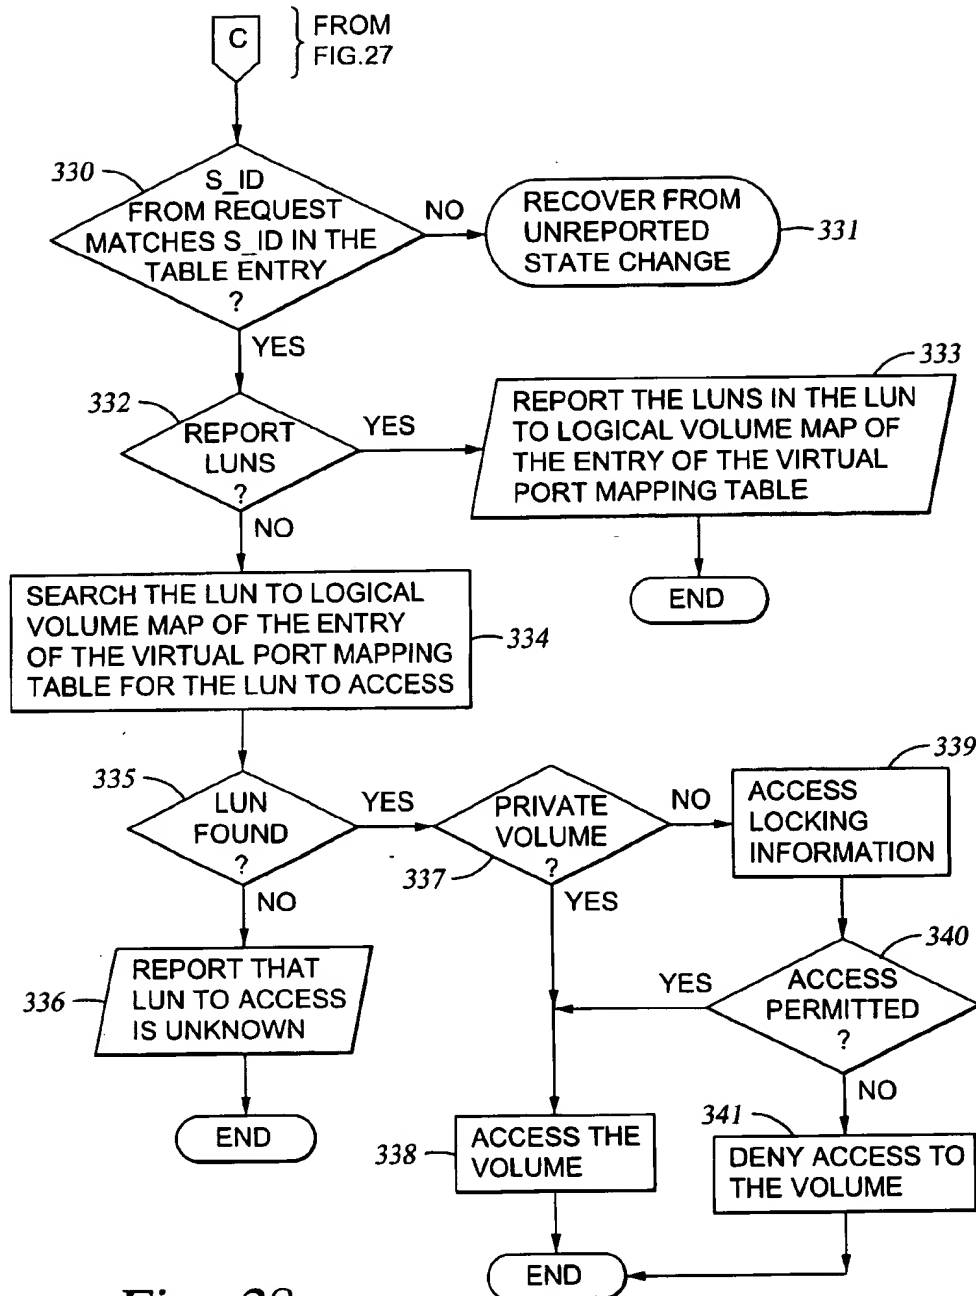 C
FROM
FIG.27
330
S_ID
FROM REQUEST
MATCHES S_ID IN THE
TABLE ENTRY
?
NO
RECOVER FROM
UNREPORTED
STATE CHANGE
331
YES
332
REPORT
LUNS
?
YES
333
REPORT THE LUNS IN THE LUN
TO LOGICAL VOLUME MAP OF
THE ENTRY OF THE VIRTUAL
PORT MAPPING TABLE
END
NO
SEARCH THE LUN TO LOGICAL
VOLUME MAP OF THE ENTRY
OF THE VIRTUAL PORT MAPPING
TABLE FOR THE LUN TO ACCESS
334
335
LUN
FOUND
?
YES
PRIVATE
VOLUME
?
337
NO
339
ACCESS
LOCKING
INFORMATION
NO
YES
340
ACCESS
PERMITTED
?
YES
336
REPORT THAT
LUN TO ACCESS
IS UNKNOWN
END
NO
338
ACCESS THE
VOLUME
341
DENY ACCESS TO
THE VOLUME
END